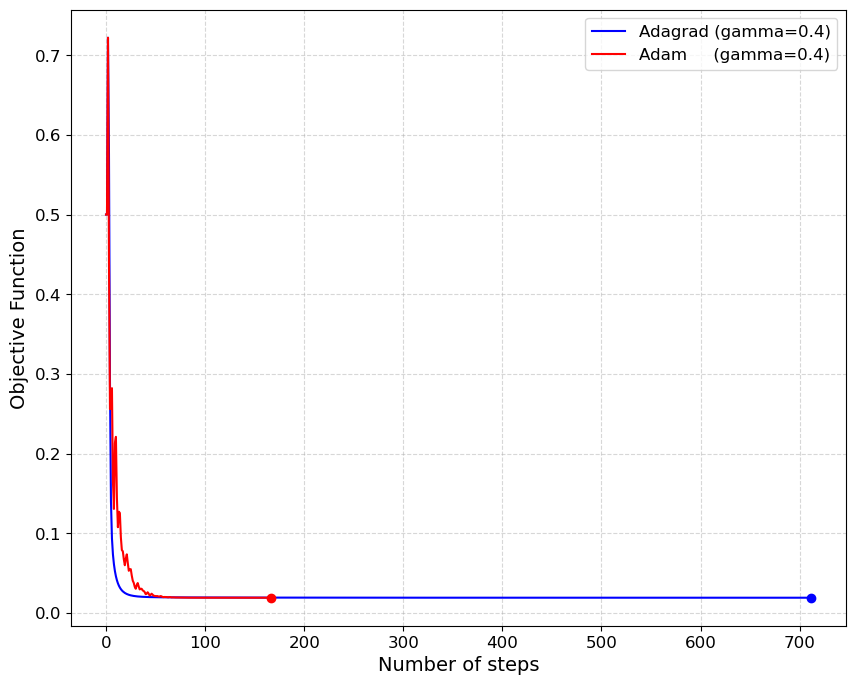 Adagrad (gamma=0.4)
Adam (gamma=0.4)
Objective Function
0.7
0.6
0.5
0.4
0.3
0.2
0.1
0.0
0 100 200 300 400 500 600 700
Number of steps